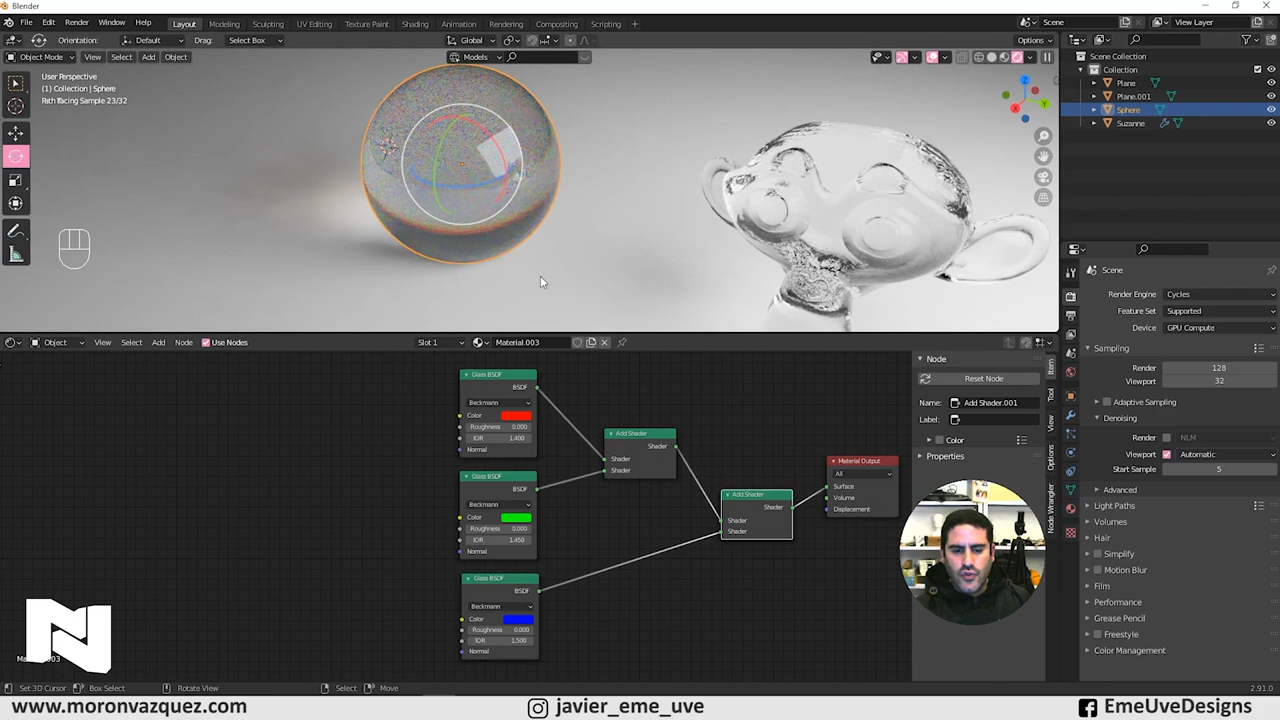 Blender
File Edit Render Window Help Layout Modeling Sculpting UV Editing Texture Paint Shading Animation Rendering Compositing Scripting + Scene View Layer
Orientation: Default Drag: Select Box Global Options
Object Mode View Select Add Object Models
User Perspective
(1) Collection | Sphere
Path Tracing Sample 23/32
X
Y
Z
Scene Collection
Collection
Plane
Plane.001
Sphere
Suzanne
Scene
Render Engine Cycles
Feature Set Supported
Device GPU Compute
Sampling
Render 128
Viewport 32
Adaptive Sampling
Denoising
Render NLM
Viewport Automatic
Start Sample 5
Advanced
Light Paths
Volumes
Hair
Simplify
Motion Blur
Film
Performance
Grease Pencil
Freestyle
Color Management
Object View Select Add Node Use Nodes Slot 1 Material.003
Glass BSDF
BSDF
Beckmann
Color
Roughness 0.000
IOR 1.400
Normal
Glass BSDF
BSDF
Beckmann
Color
Roughness 0.000
IOR 1.450
Normal
Glass BSDF
BSDF
Beckmann
Color
Roughness 0.000
IOR 1.500
Normal
Add Shader
Shader
Shader
Shader
Add Shader
Shader
Shader
Shader
Material Output
All
Surface
Volume
Displacement
Node
Reset Node
Name: Add Shader.001
Label:
Color
Properties
Item
Tool
View
Options
Node Wrangler
N
Set 3D Cursor Box Select Rotate View Select Move 2.91.0
www.moronvazquez.com javier_eme_uve EmeUveDesigns